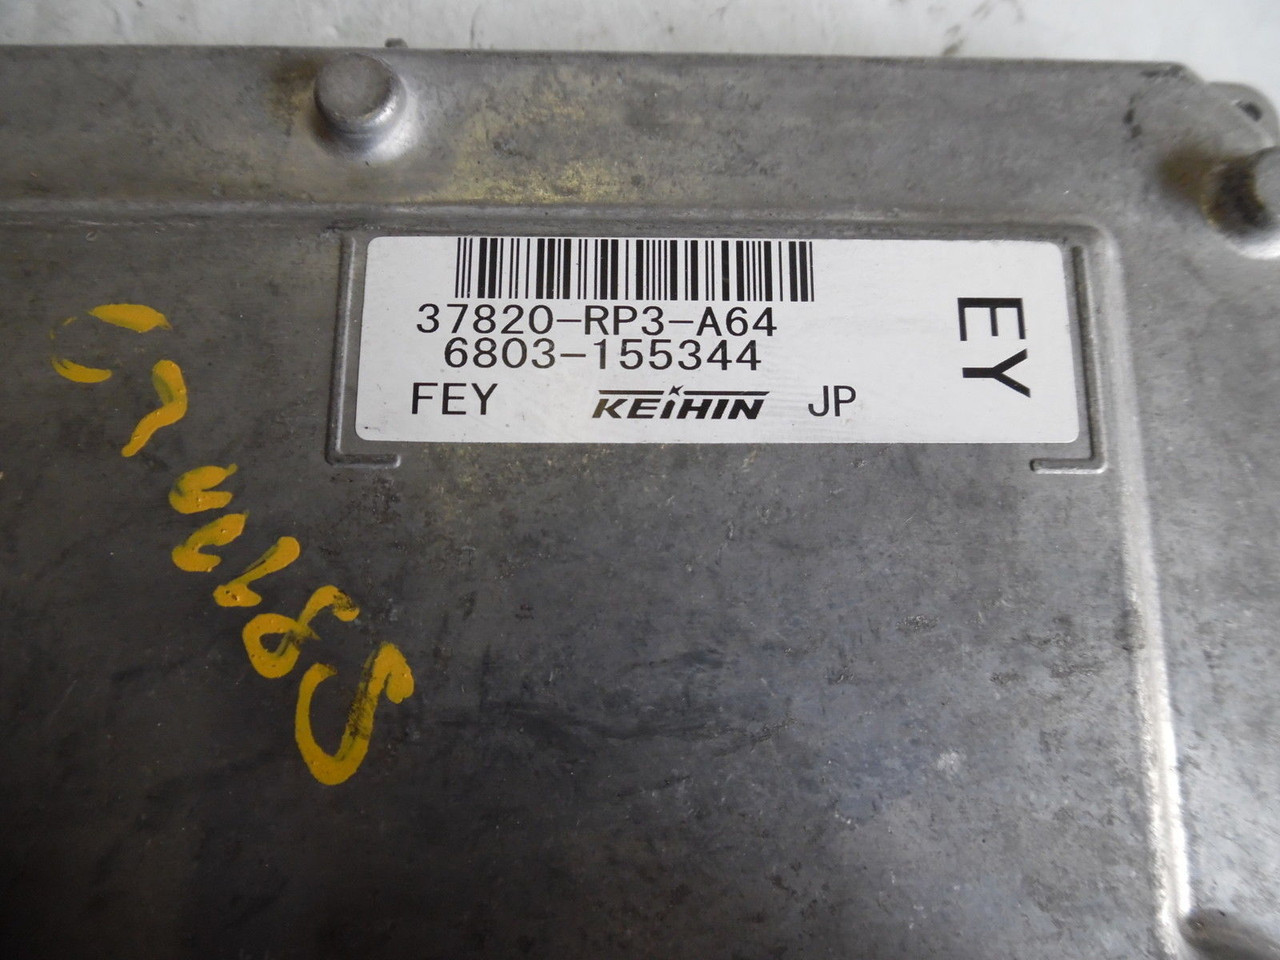 37820-RP3-A64
6803-155344
FEY KEIHIN JP
EY